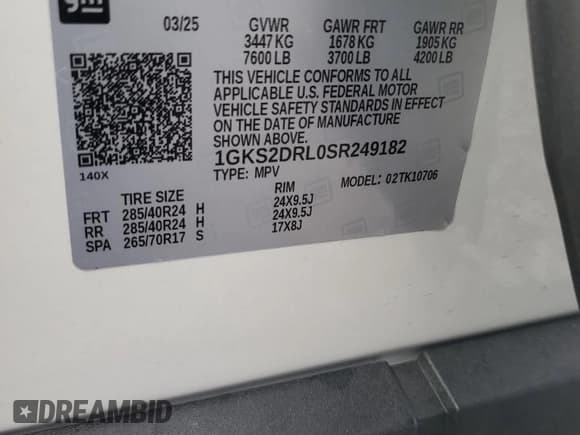 gm
03/25 GVWR GAWR FRT GAWR RR
3447 KG 1678 KG 1905 KG
7600 LB 3700 LB 4200 LB
THIS VEHICLE CONFORMS TO ALL
APPLICABLE U.S. FEDERAL MOTOR
VEHICLE SAFETY STANDARDS IN EFFECT
ON THE DATE OF MANUFACTURE
SHOWN ABOVE.
1GKS2DRL0SR249182
140X
TYPE: MPV MODEL: 02TK10706
TIRE SIZE RIM
FRT 285/40R24 H 24X9.5J
RR 285/40R24 H 24X9.5J
SPA 265/70R17 S 17X8J
DREAMBID